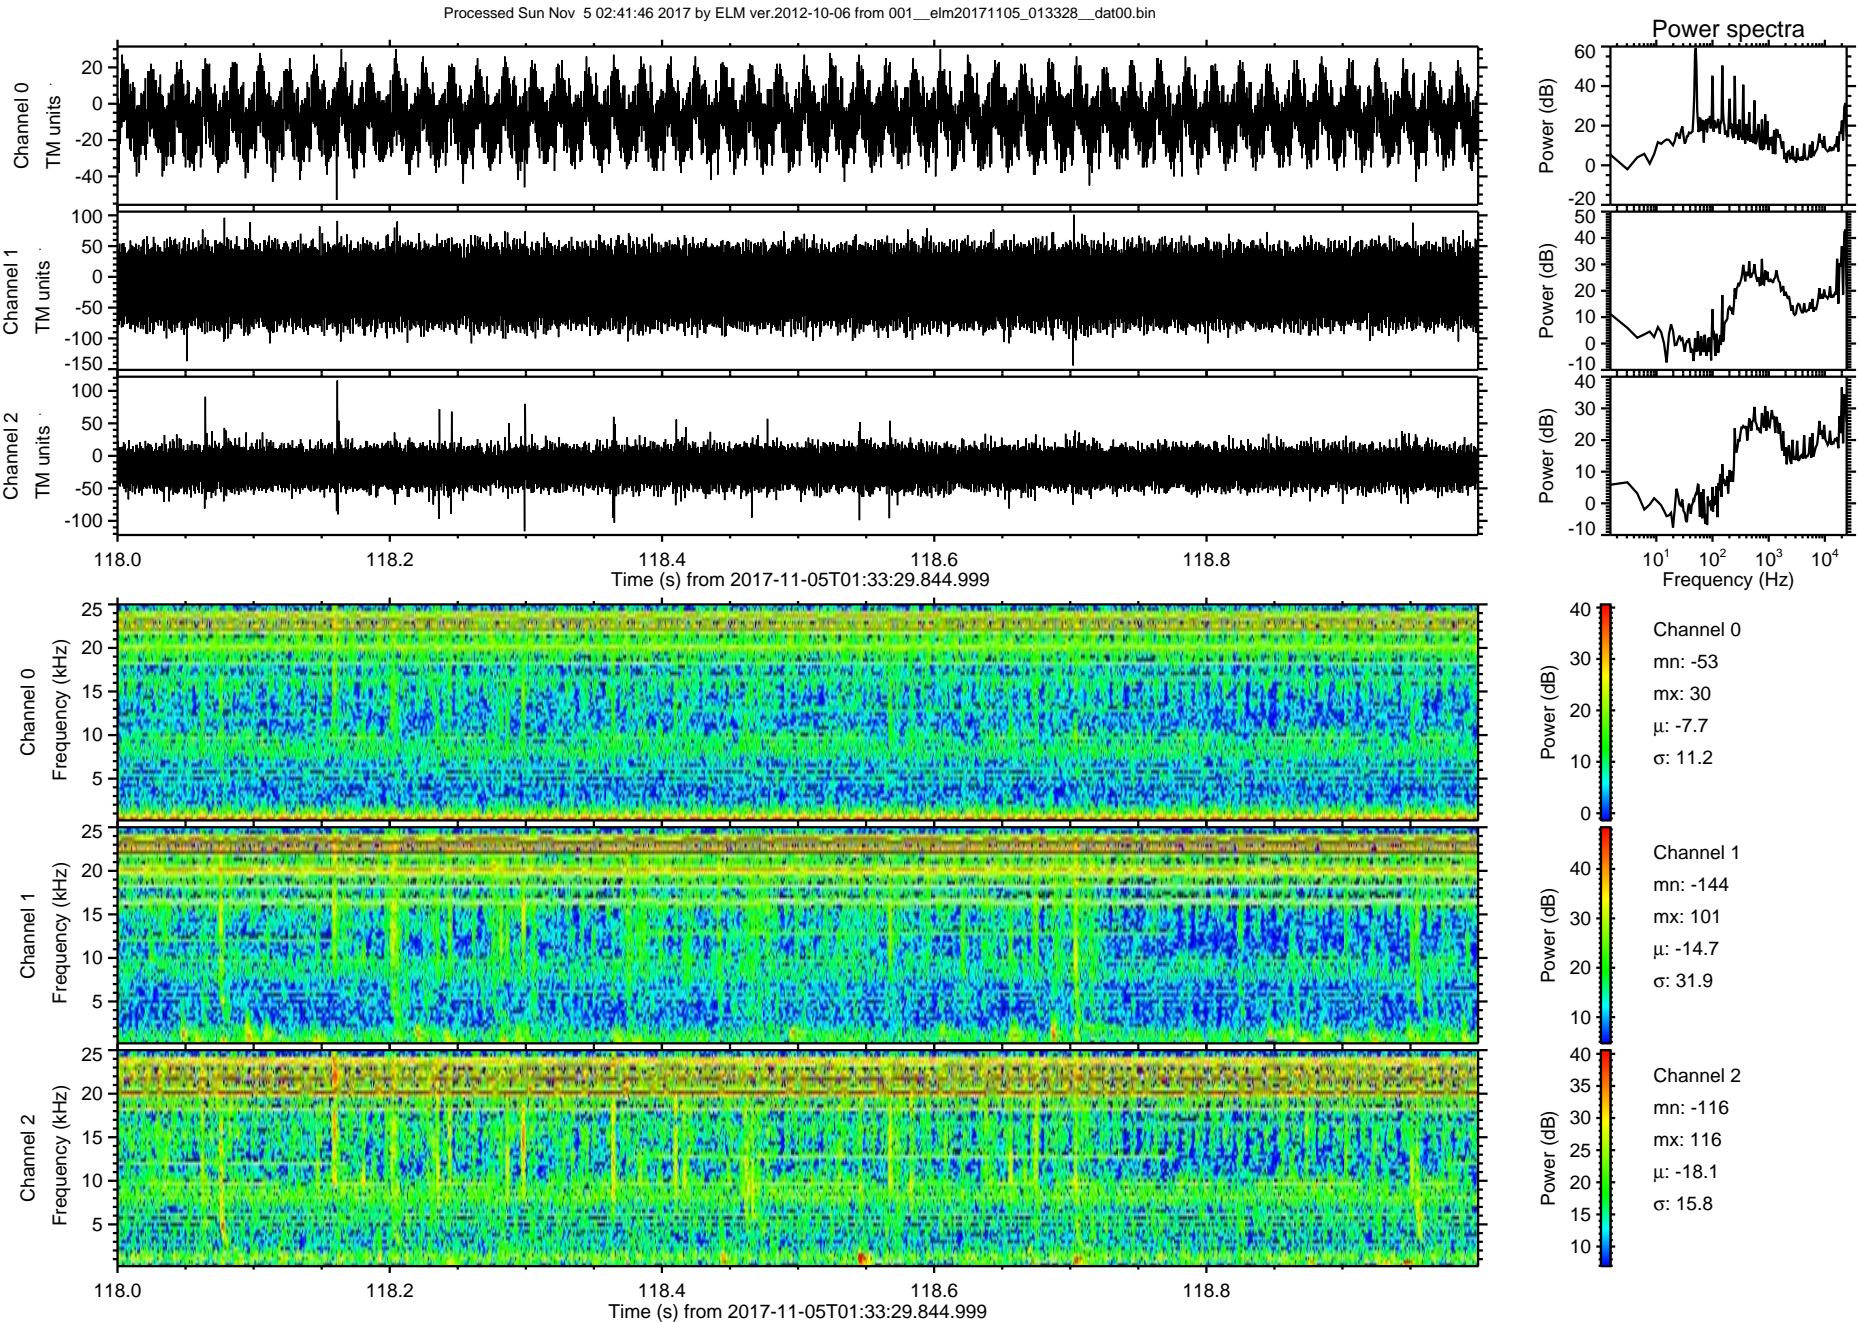 Processed Sun Nov  5 02:41:46 2017 by ELM ver.2012-10-06 from 001__elm20171105_013328__dat00.bin
Power spectra
Channel 0
TM units
20
0
-20
-40
Power (dB)
60
40
20
0
-20
Channel 1
TM units
100
50
0
-50
-100
-150
Power (dB)
50
40
30
20
10
0
-10
Channel 2
TM units
100
50
0
-50
-100
Power (dB)
40
30
20
10
0
-10
118.0 118.2 118.4 118.6 118.8
Time (s) from 2017-11-05T01:33:29.844.999
10¹ 10² 10³ 10⁴
Frequency (Hz)
Channel 0
Frequency (kHz)
25
20
15
10
5
Power (dB)
40
30
20
10
0
Channel 0
mn: -53
mx: 30
μ: -7.7
σ: 11.2
Channel 1
Frequency (kHz)
25
20
15
10
5
Power (dB)
40
30
20
10
Channel 1
mn: -144
mx: 101
μ: -14.7
σ: 31.9
Channel 2
Frequency (kHz)
25
20
15
10
5
Power (dB)
40
35
30
25
20
15
10
Channel 2
mn: -116
mx: 116
μ: -18.1
σ: 15.8
118.0 118.2 118.4 118.6 118.8
Time (s) from 2017-11-05T01:33:29.844.999